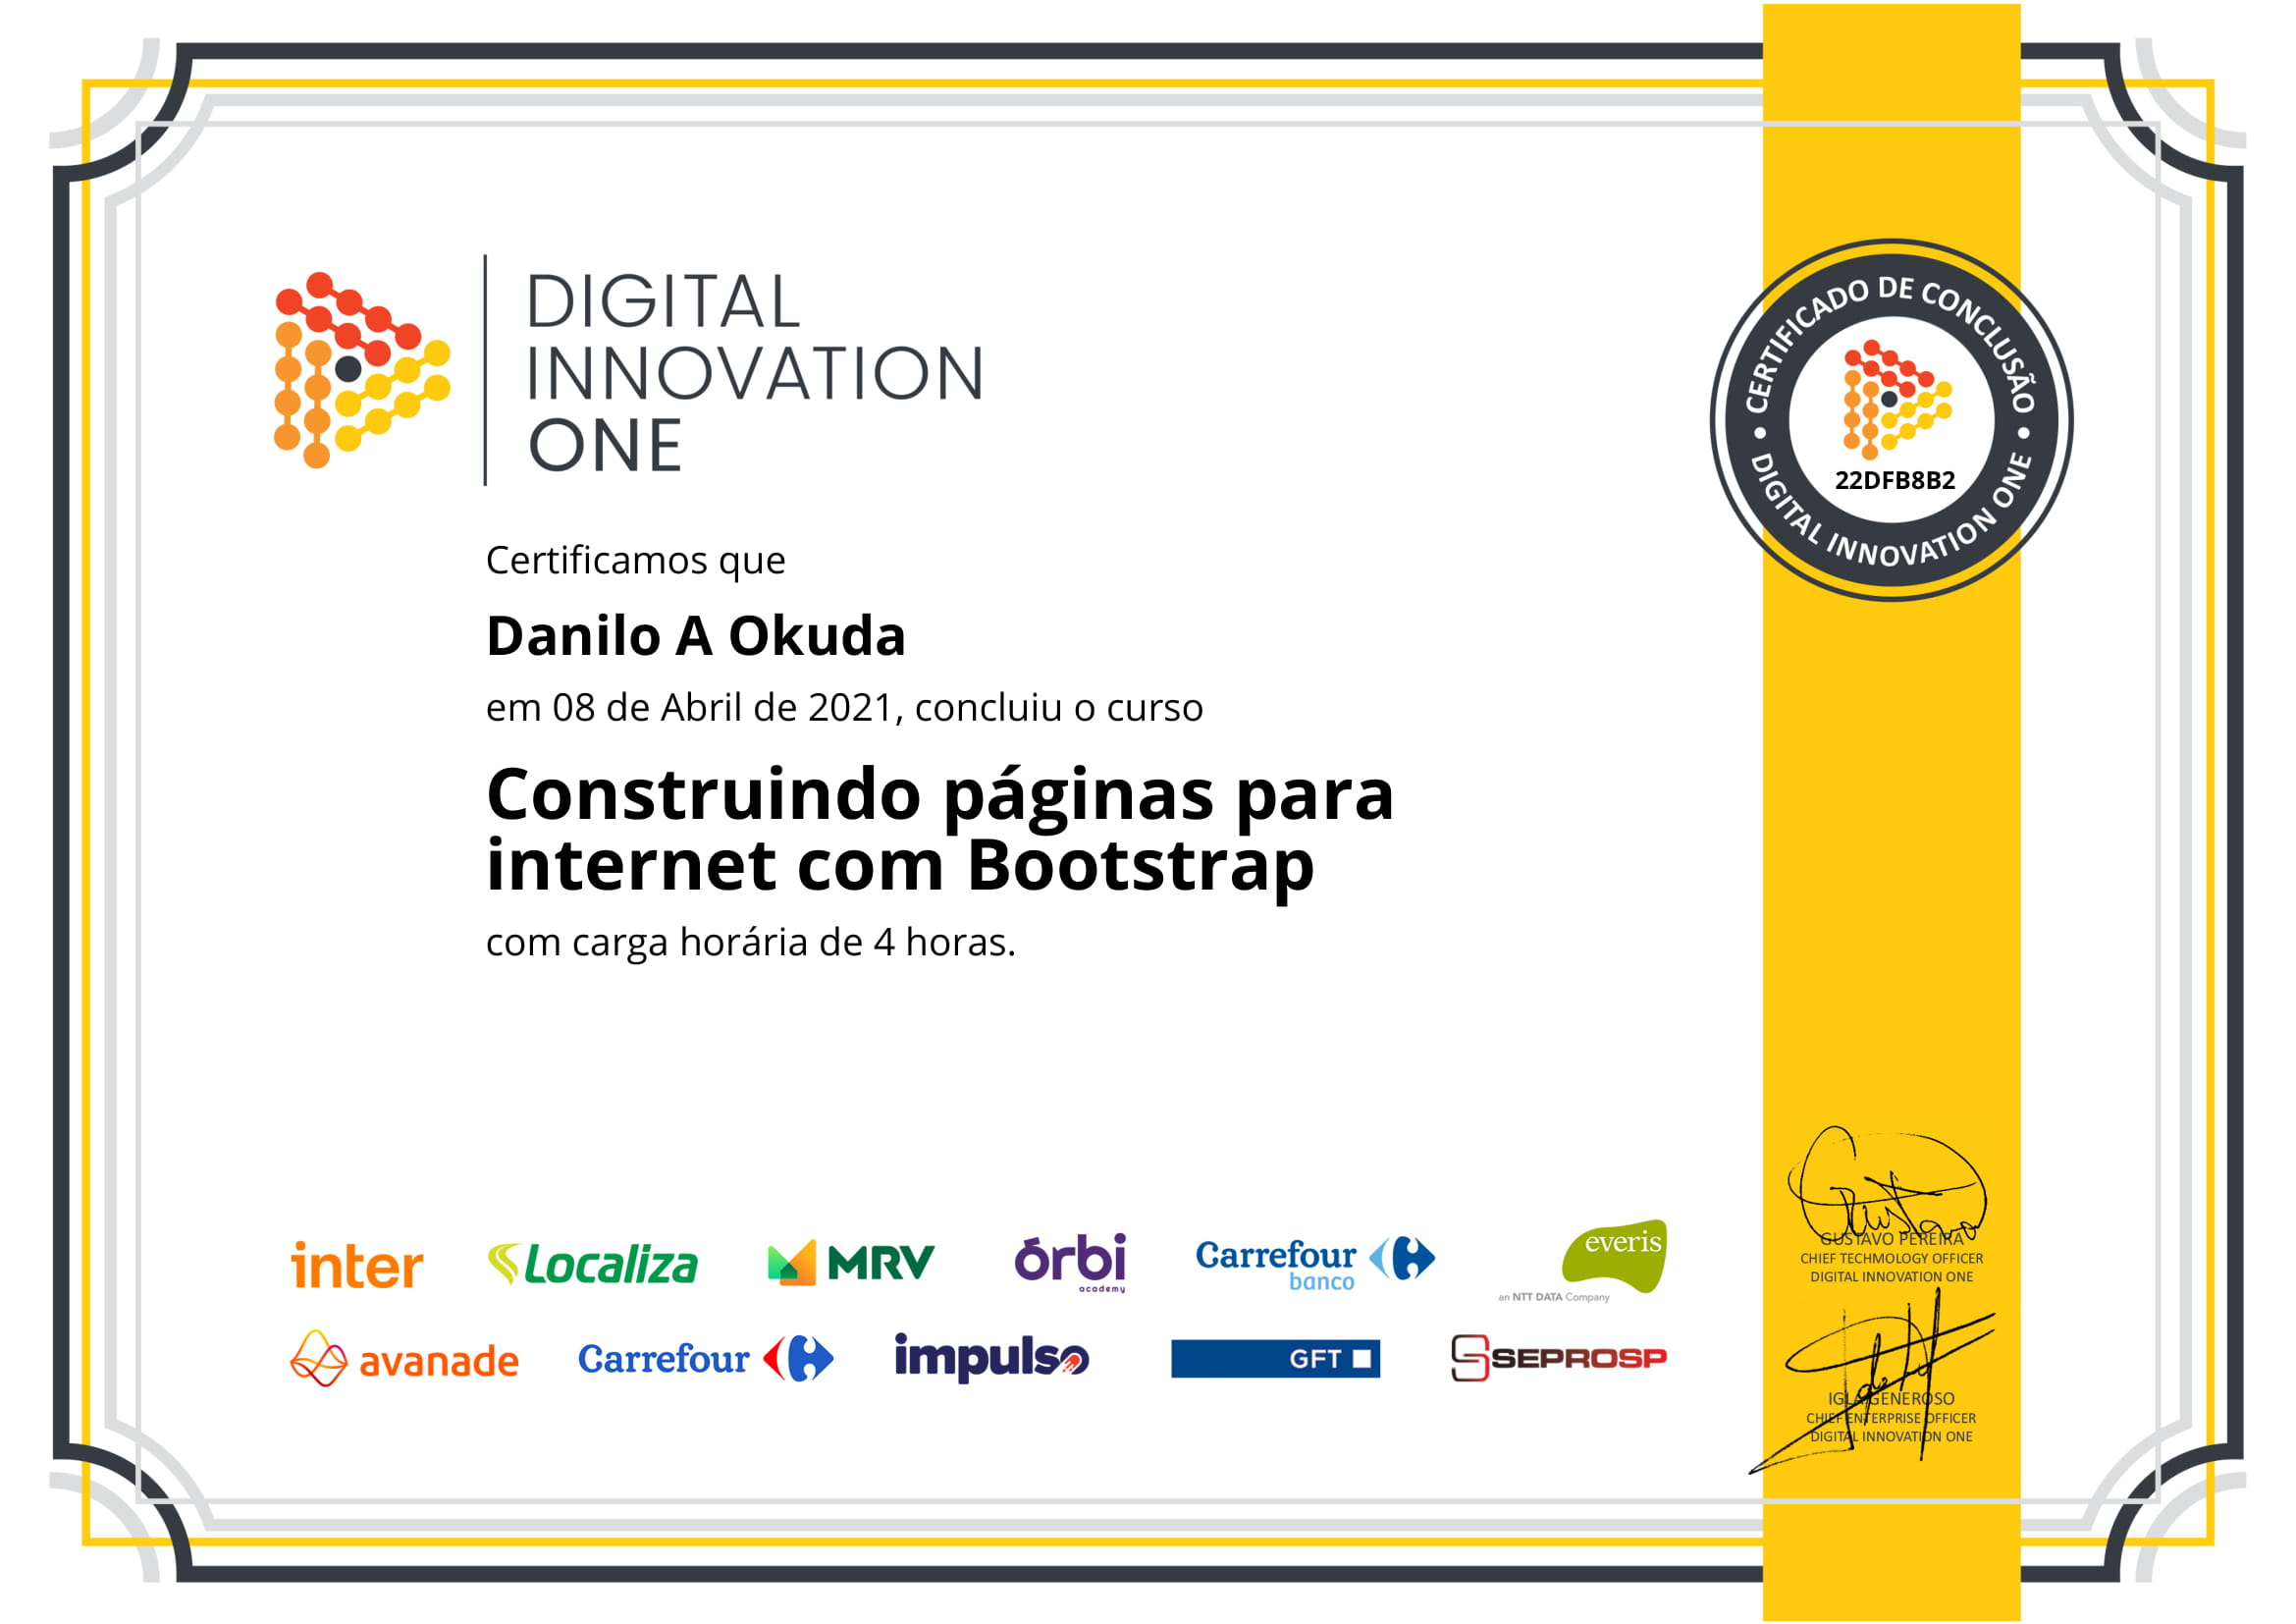 DIGITAL
INNOVATION
ONE
CERTIFICADO DE CONCLUSÃO
22DFB8B2
DIGITAL INNOVATION ONE
Certificamos que
Danilo A Okuda
em 08 de Abril de 2021, concluiu o curso
Construindo páginas para
internet com Bootstrap
com carga horária de 4 horas.
inter
Localiza
MRV
órbi
academy
Carrefour
banco
everis
an NTT DATA Company
avanade
Carrefour
impulso
GFT
SEPROSP
Gustavo
GUSTAVO PEREIRA
CHIEF TECHMOLOGY OFFICER
DIGITAL INNOVATION ONE
IGLA GENEROSO
CHIEF ENTERPRISE OFFICER
DIGITAL INNOVATION ONE